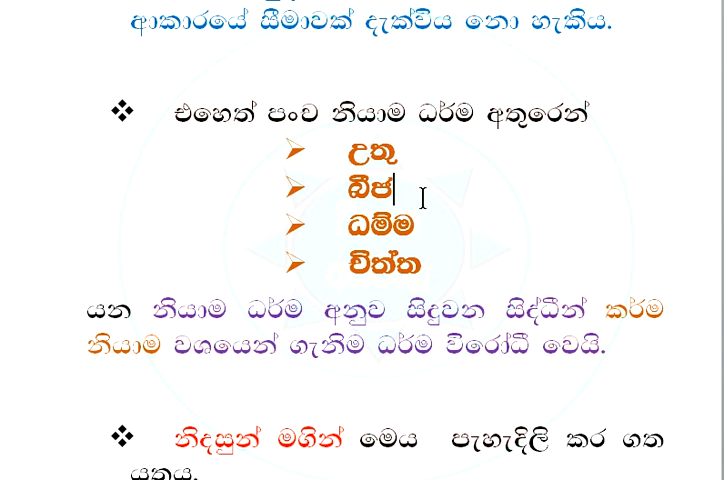 ආකාරයේ සීමාවක් දැක්විය නො හැකිය.
❖ එහෙත් පංච නියාම ධර්ම අතුරෙන්
➢ උතු
➢ බීජ
➢ ධම්ම
➢ චිත්ත
යන නියාම ධර්ම අනුව සිදුවන සිද්ධීන් කර්ම
නියාම වශයෙන් ගැනීම ධර්ම විරෝධී වෙයි.
❖ නිදසුන් මගින් මෙය පැහැදිලි කර ගත
යුතුය.